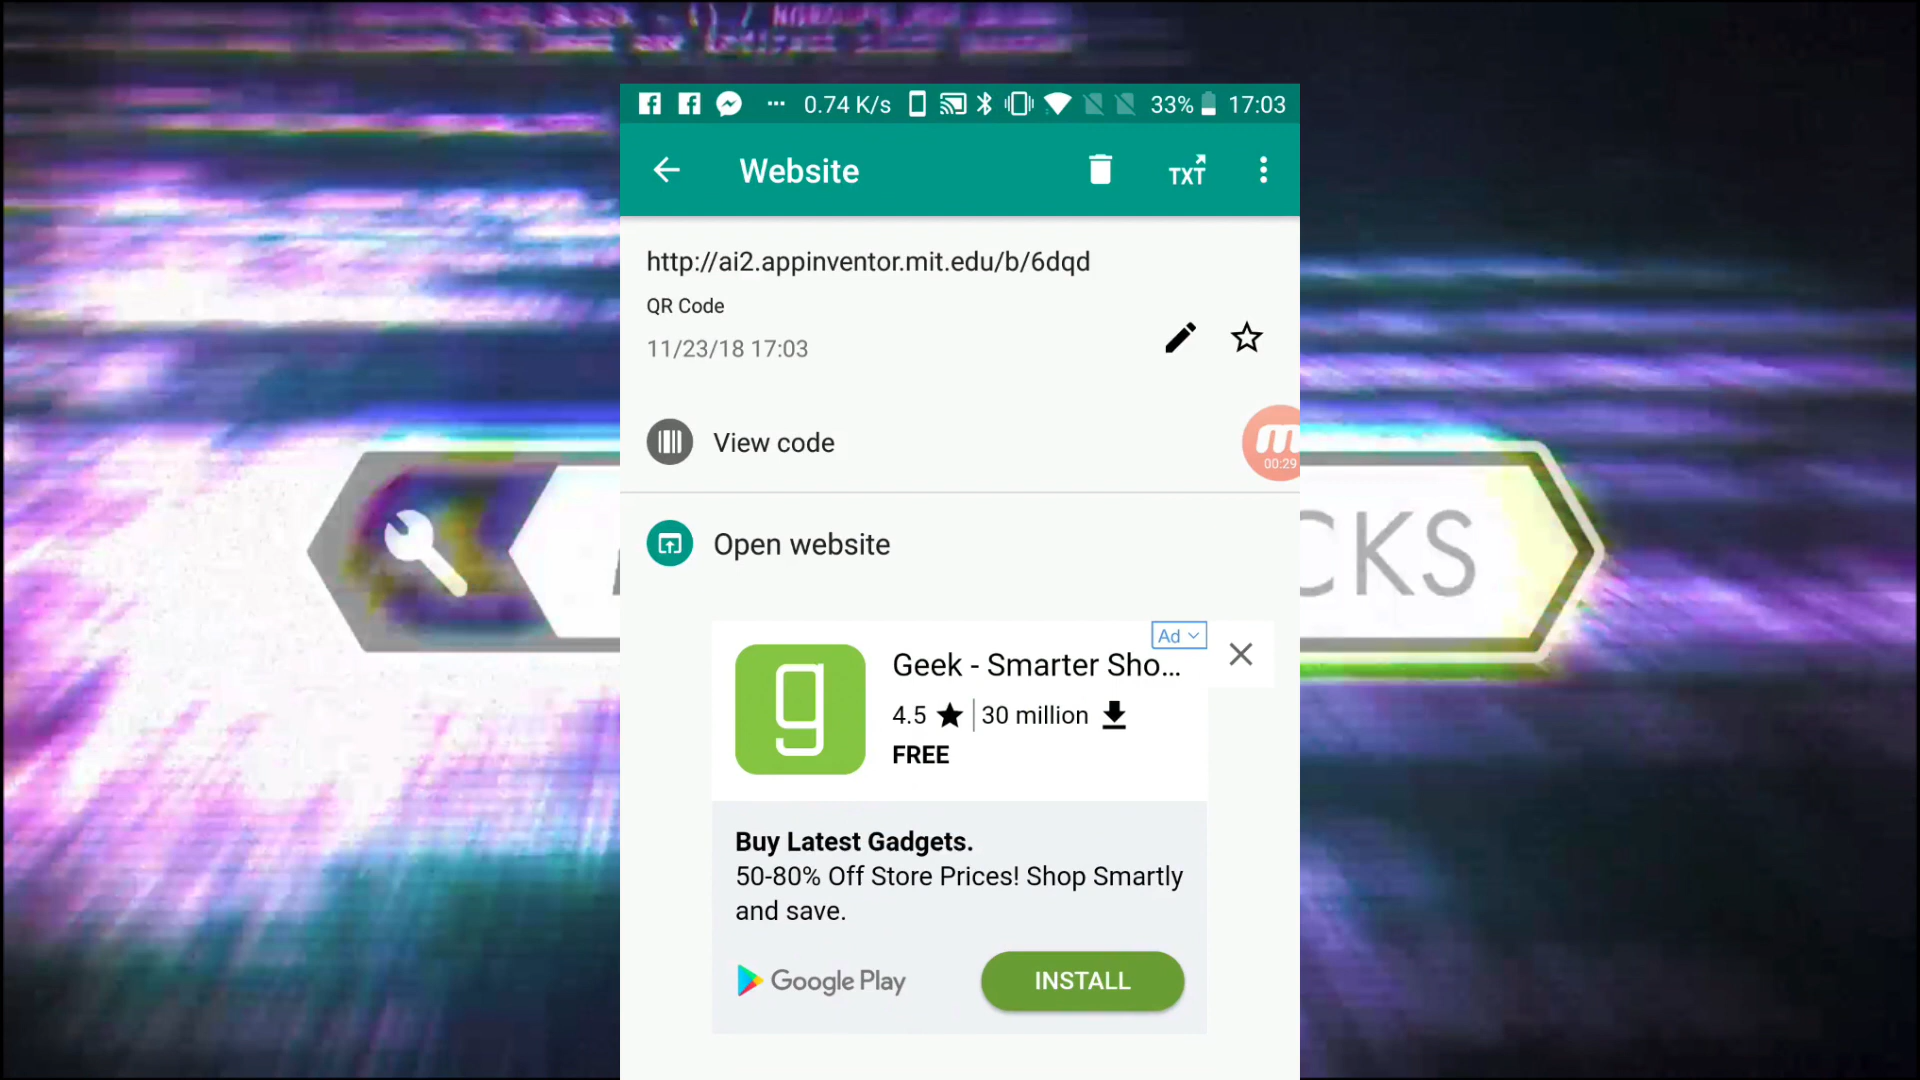 0.74 K/s 33% 17:03
Website
TXT
http://ai2.appinventor.mit.edu/b/6dqd
QR Code
11/23/18 17:03
View code
00:29
Open website
CKS
Ad
Geek - Smarter Sho...
4.5 30 million
FREE
Buy Latest Gadgets.
50-80% Off Store Prices! Shop Smartly
and save.
Google Play
INSTALL